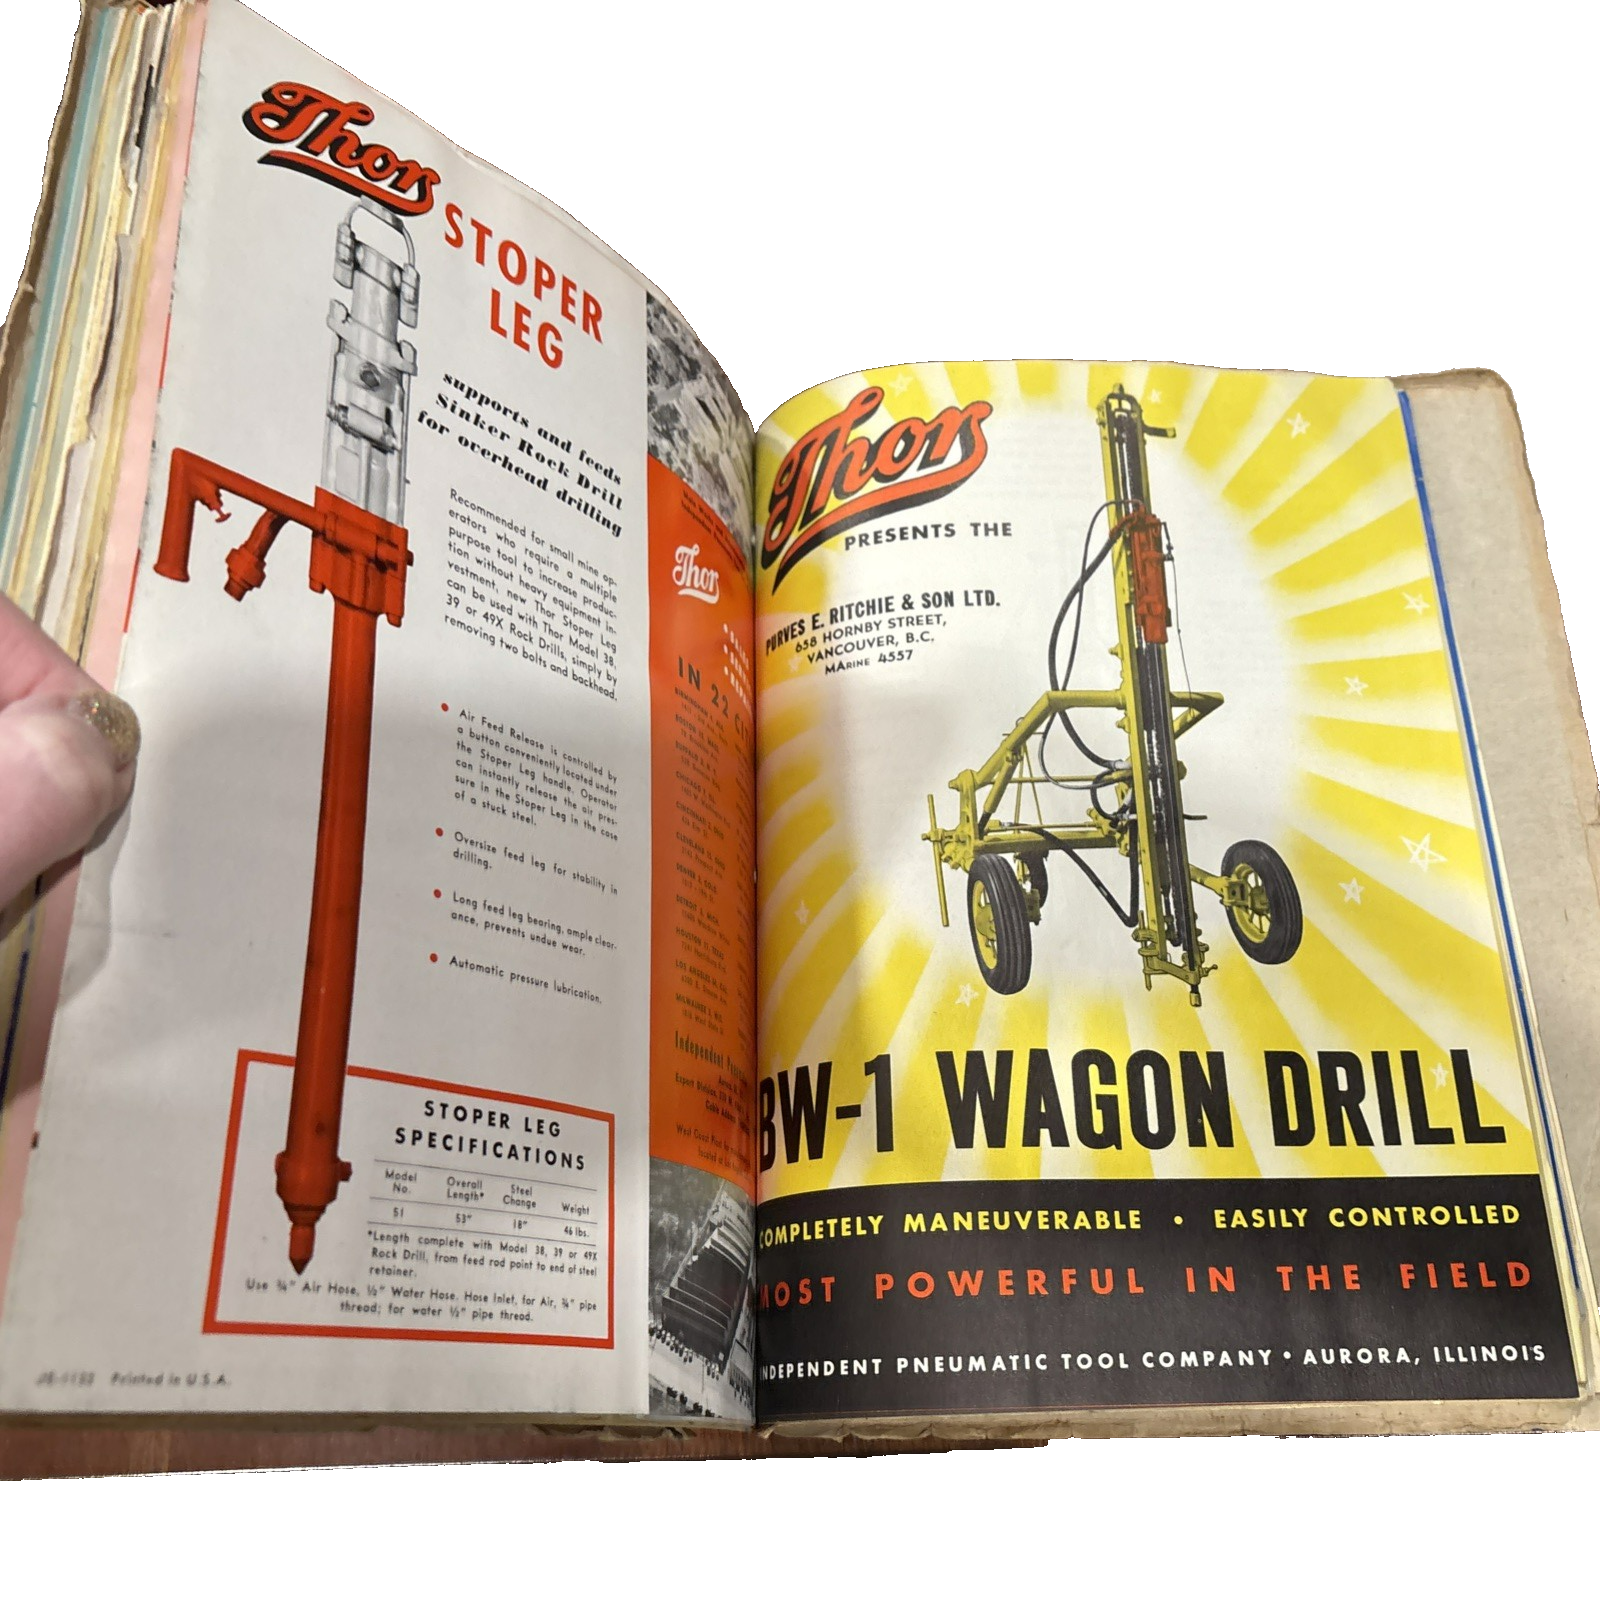 Thor
STOPER
LEG
supports and feeds
Sinker Rock Drill
for overhead drilling
Recommended for small mine op-
erators who require a multiple
purpose tool to increase produc-
tion without heavy equipment in-
vestment, new Thor Stoper Leg
can be used with Thor Model 38,
39 or 49X Rock Drills, simply by
removing two bolts and backhead.
• Air Feed Release is controlled by
a button conveniently located under
the Stoper Leg handle. Operator
can instantly release the air pres-
sure in the Stoper Leg in the case
of a stuck steel.
• Oversize feed leg for stability in
drilling.
• Long feed leg bearing, ample clear-
ance, prevents undue wear.
• Automatic pressure lubrication.
STOPER LEG
SPECIFICATIONS
Model No. Overall Length* Steel Change Weight
51 53" 18" 46 lbs.
*Length complete with Model 38, 39 or 49X
Rock Drill, from feed rod point to end of steel
retainer.
Use ¾" Air Hose, ½" Water Hose. Hose Inlet, for Air, ¾" pipe
thread; for water ½" pipe thread.
Printed in U.S.A.
Thor
IN 22
Independent
Thor
PRESENTS THE
PURVES E. RITCHIE & SON LTD.
658 HORNBY STREET,
VANCOUVER, B.C.
MArine 4557
BW-1 WAGON DRILL
COMPLETELY MANEUVERABLE • EASILY CONTROLLED
MOST POWERFUL IN THE FIELD
INDEPENDENT PNEUMATIC TOOL COMPANY • AURORA, ILLINOIS